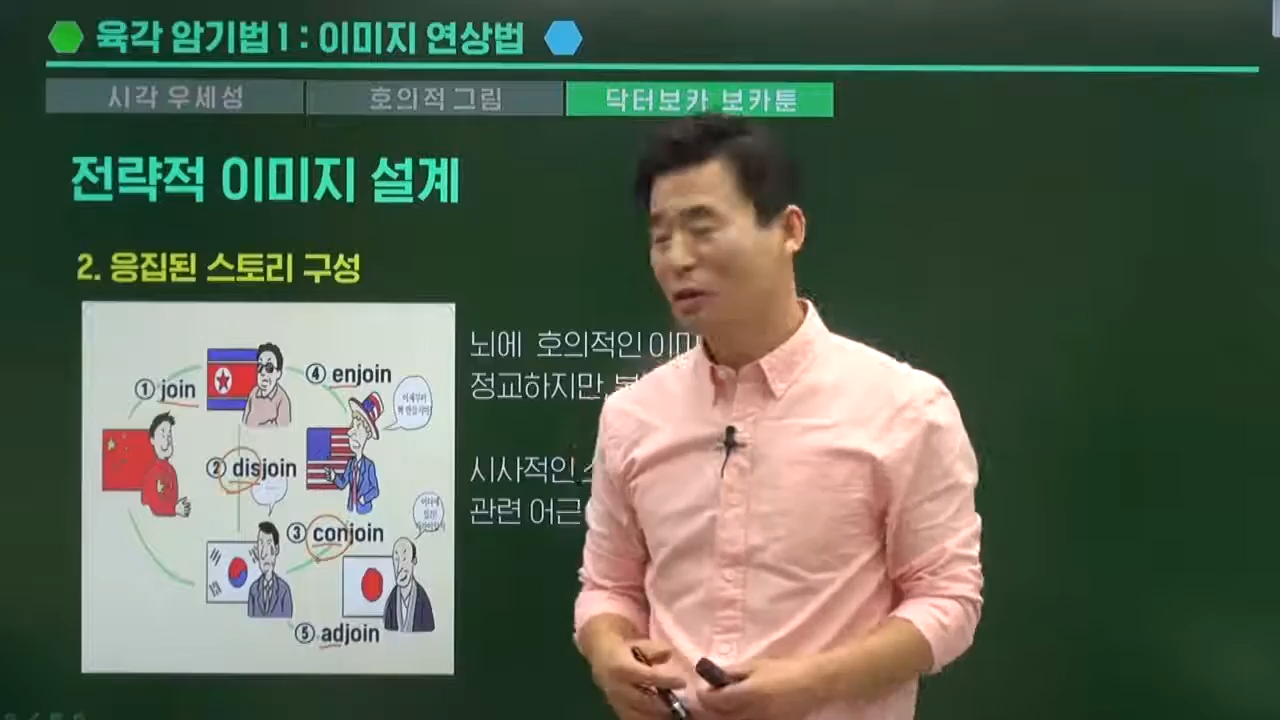 육각 암기법 1 : 이미지 연상법
시각 우세성
호의적 그림
닥터보카 보카툰
전략적 이미지 설계
2. 응집된 스토리 구성
뇌에 호의적인
정교하지만,
시사적인
관련 어근
① join
④ enjoin
② disjoin
③ conjoin
⑤ adjoin